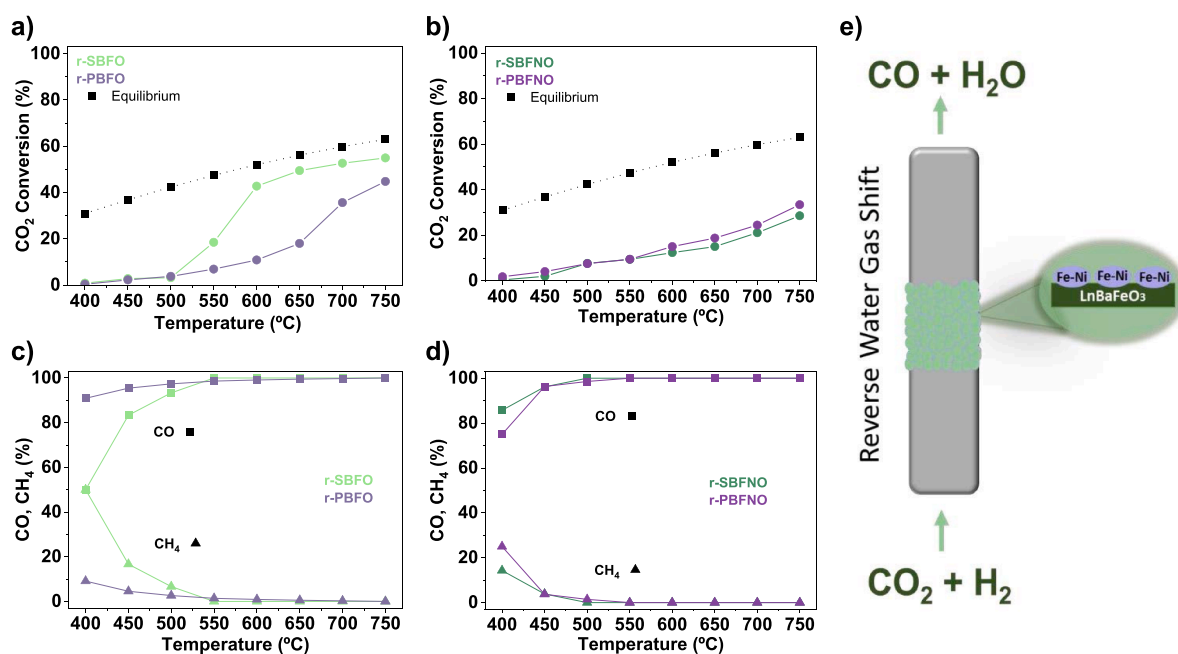 a)
r-SBFO
r-PBFO
Equilibrium
CO₂ Conversion (%)
100
80
60
40
20
0
400 450 500 550 600 650 700 750
Temperature (ºC)
b)
r-SBFNO
r-PBFNO
Equilibrium
CO₂ Conversion (%)
100
80
60
40
20
0
400 450 500 550 600 650 700 750
Temperature (ºC)
c)
CO
r-SBFO
r-PBFO
CH₄
CO, CH₄ (%)
100
80
60
40
20
0
400 450 500 550 600 650 700 750
Temperature (ºC)
d)
CO
r-SBFNO
r-PBFNO
CH₄
CO, CH₄ (%)
100
80
60
40
20
0
400 450 500 550 600 650 700 750
Temperature (ºC)
e)
CO + H₂O
Reverse Water Gas Shift
Fe-Ni Fe-Ni Fe-Ni
LnBaFeO₃
CO₂ + H₂